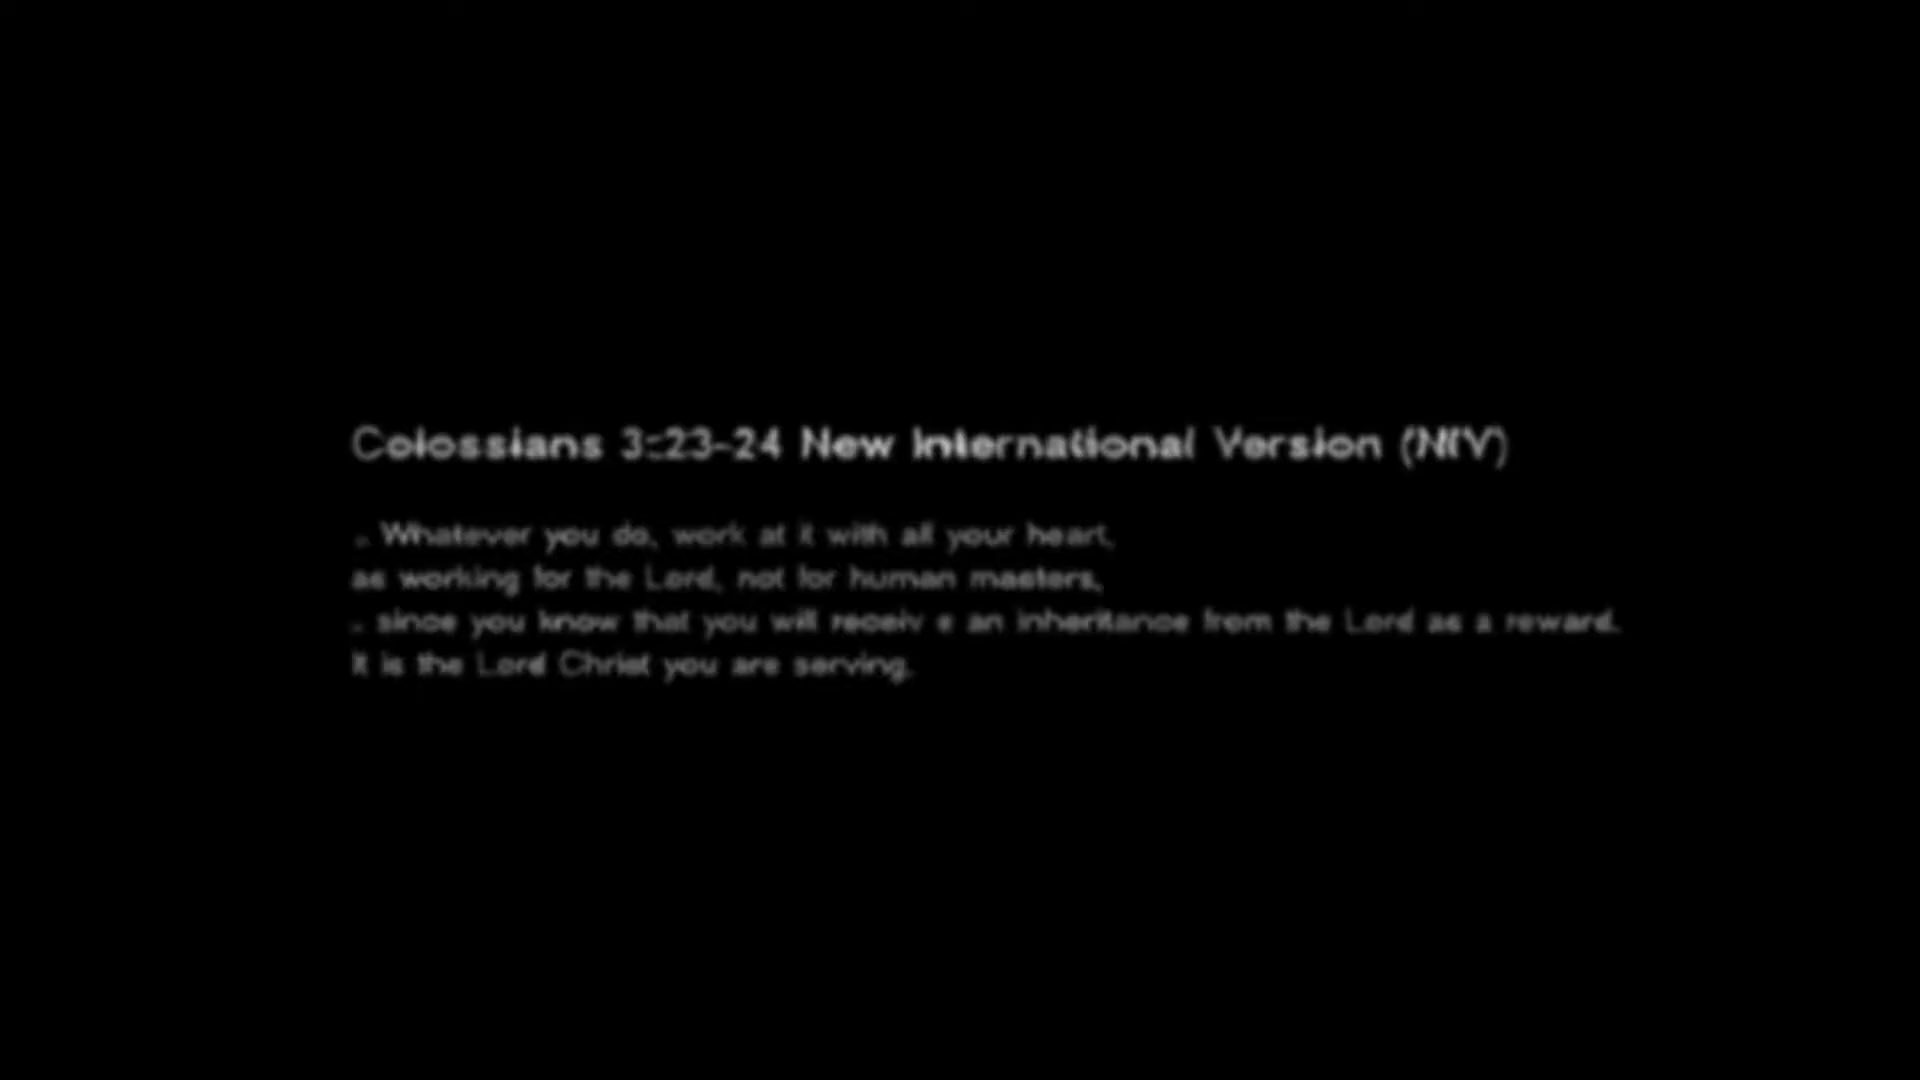 Colossians 3:23-24 New International Version (NIV)
Whatever you do, work at it with all your heart,
as working for the Lord, not for human masters,
since you know that you will receiv e an inheritance from the Lord as a reward.
It is the Lord Christ you are serving.